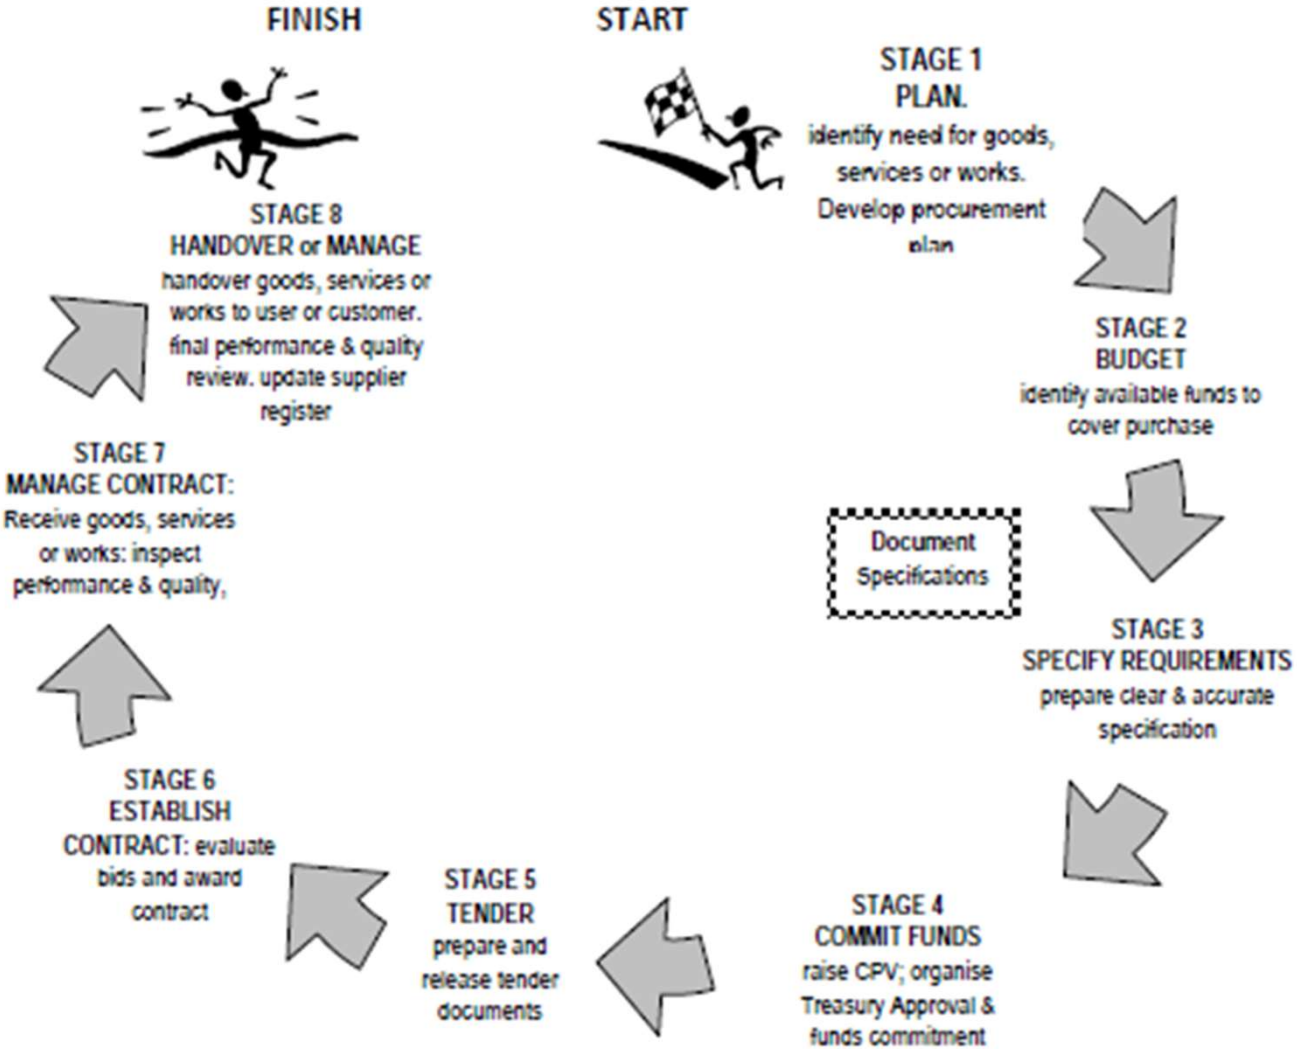 FINISH
START
STAGE 1
PLAN.
identify need for goods,
services or works.
Develop procurement
plan
STAGE 2
BUDGET
identify available funds to
cover purchase
Document
Specifications
STAGE 3
SPECIFY REQUIREMENTS
prepare clear & accurate
specification
STAGE 4
COMMIT FUNDS
raise CPV; organise
Treasury Approval &
funds commitment
STAGE 5
TENDER
prepare and
release tender
documents
STAGE 6
ESTABLISH
CONTRACT: evaluate
bids and award
contract
STAGE 7
MANAGE CONTRACT:
Receive goods, services
or works: inspect
performance & quality,
STAGE 8
HANDOVER or MANAGE
handover goods, services or
works to user or customer.
final performance & quality
review. update supplier
register